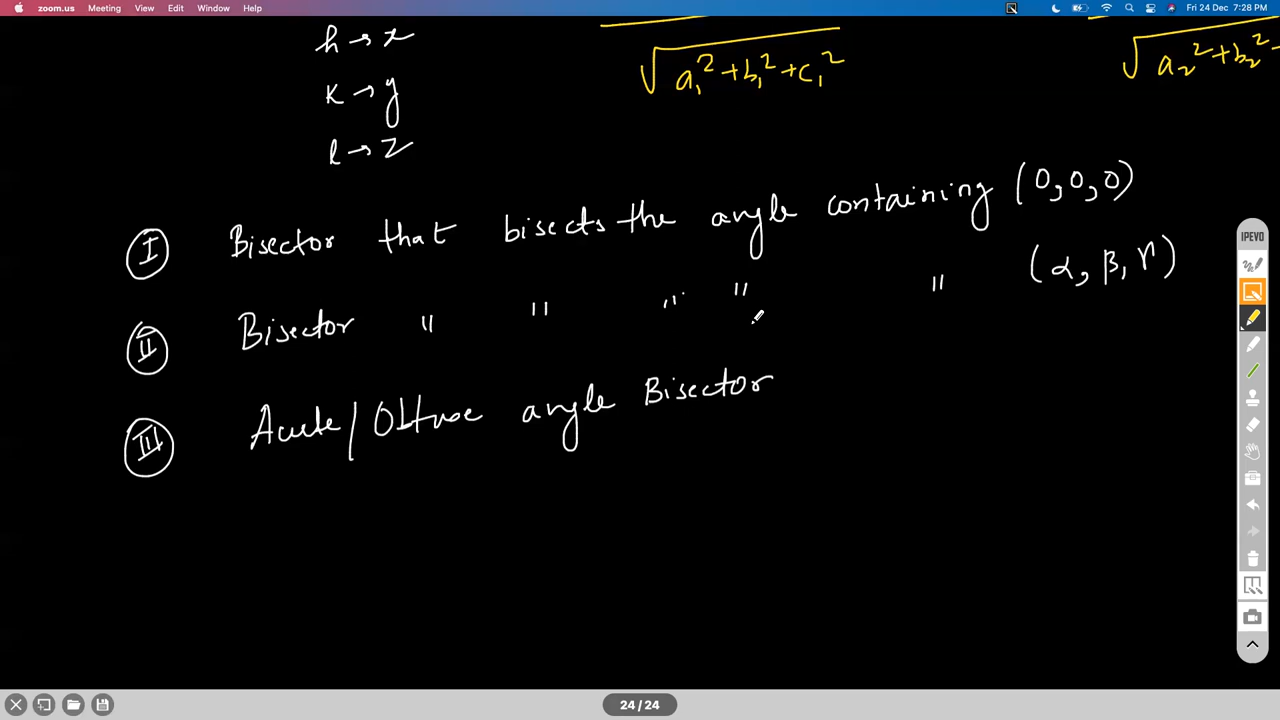 zoom.us Meeting View Edit Window Help Fri 24 Dec 7:28 PM
h → x
k → y
l → z
√a₁²+b₁²+c₁²
√a₂²+b₂²
I Bisector that bisects the angle containing (0,0,0)
II Bisector " " " " " (α, β, γ)
III Acute/Obtuse angle Bisector
IPEVO
24/24